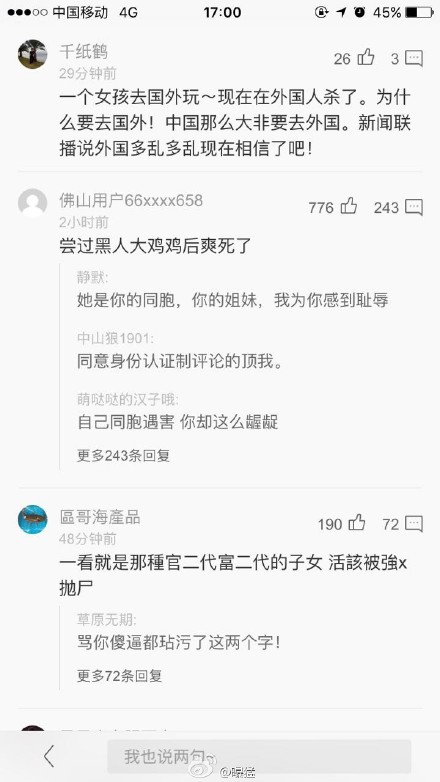 中国移动 4G 17:00 45%
千纸鹤 26 3
29分钟前
一个女孩去国外玩～现在在外国人杀了。为什
么要去国外！中国那么大非要去外国。新闻联
播说外国多乱多乱现在相信了吧！
佛山用户66xxxx658 776 243
2小时前
尝过黑人大鸡鸡后爽死了
静默:
她是你的同胞，你的姐妹，我为你感到耻辱
中山狼1901:
同意身份认证制评论的顶我。
萌哒哒的汉子哦:
自己同胞遇害 你却这么龌龊
更多243条回复
區哥海產品 190 72
48分钟前
一看就是那種官二代富二代的子女 活該被強x
抛尸
草原无期:
骂你傻逼都玷污了这两个字！
更多72条回复
我也说两句~